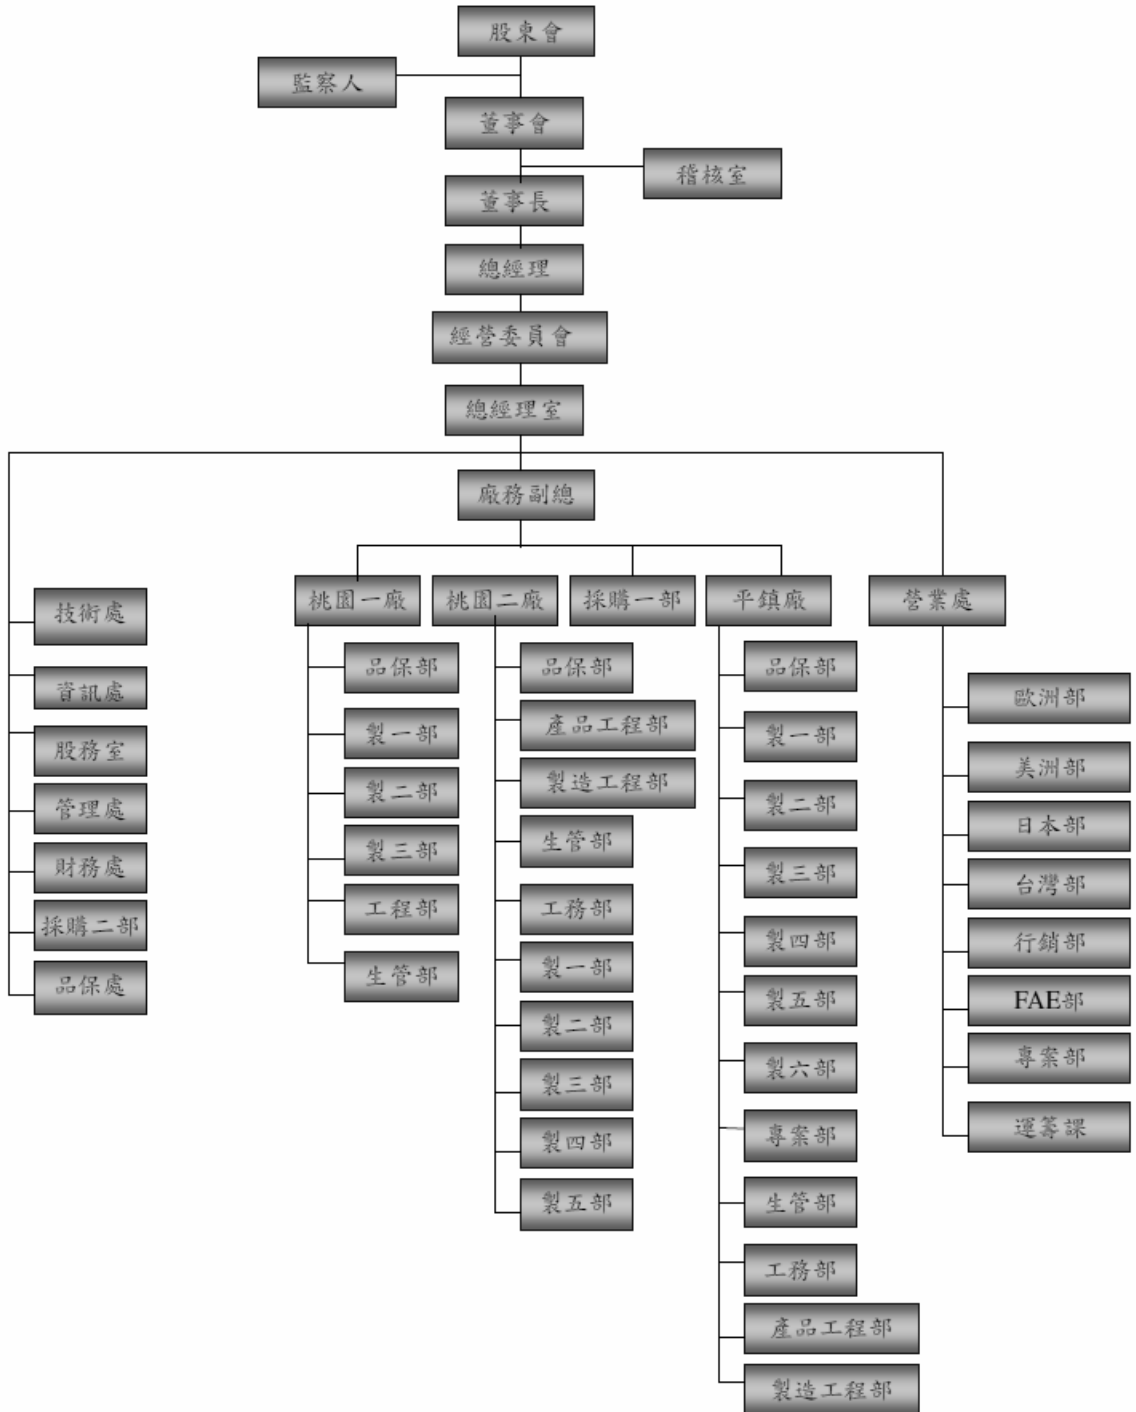 股東會
監察人
董事會
稽核室
董事長
總經理
經營委員會
總經理室
廠務副總
技術處
資訊處
股務室
管理處
財務處
採購二部
品保處
桃園一廠
品保部
製一部
製二部
製三部
工程部
生管部
桃園二廠
品保部
產品工程部
製造工程部
生管部
工務部
製一部
製二部
製三部
製四部
製五部
採購一部
平鎮廠
品保部
製一部
製二部
製三部
製四部
製五部
製六部
專案部
生管部
工務部
產品工程部
製造工程部
營業處
歐洲部
美洲部
日本部
台灣部
行銷部
FAE部
專案部
運籌課